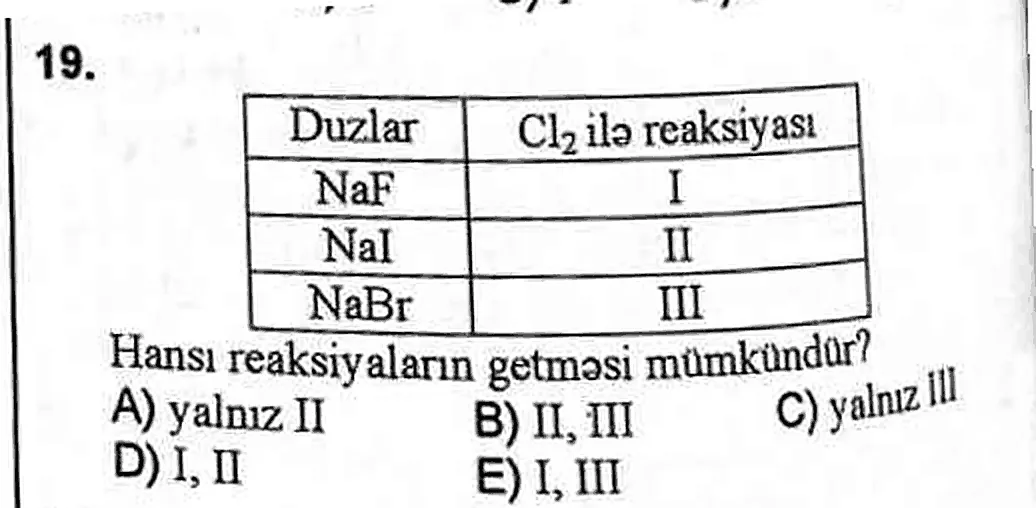 19.
Duzlar Cl₂ ilə reaksiyası
NaF I
NaI II
NaBr III
Hansı reaksiyaların getməsi mümkündür?
A) yalnız II B) II, III C) yalnız III
D) I, II E) I, III